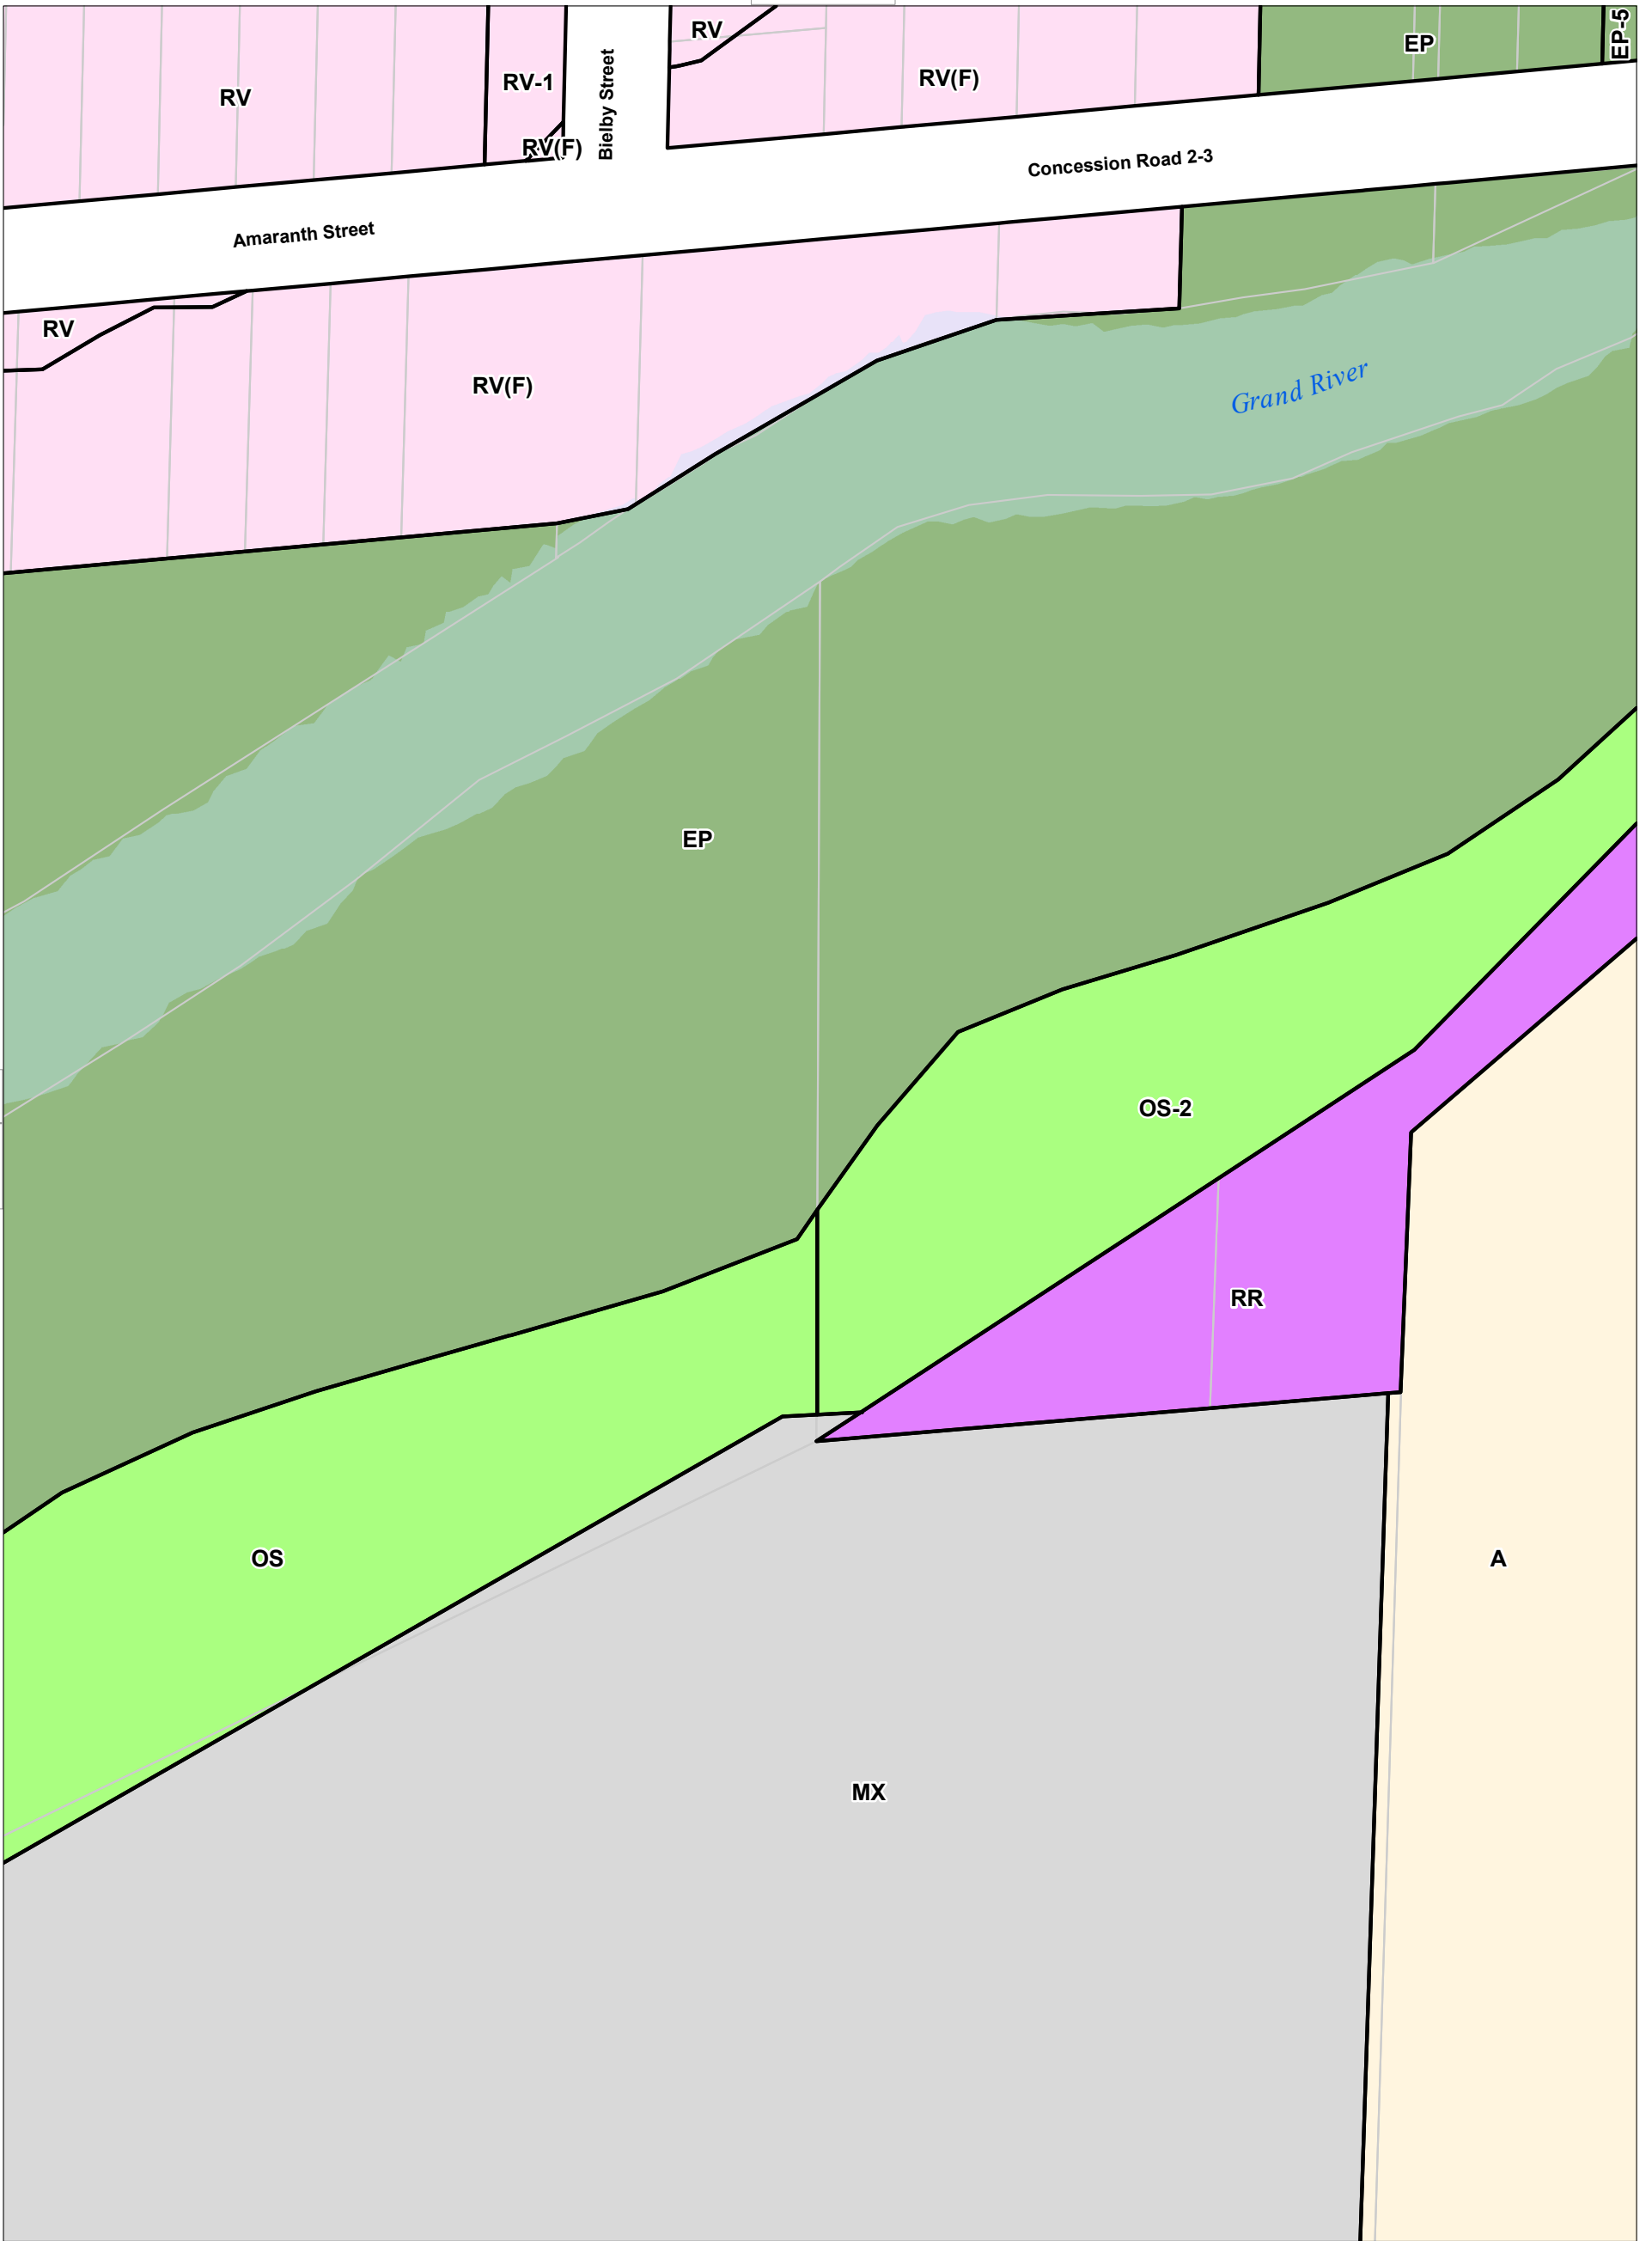 RV
EP
EP-5
RV
RV-1
RV(F)
Bielby Street
RV(F)
Concession Road 2-3
Amaranth Street
RV
RV(F)
Grand River
EP
OS-2
RR
OS
A
MX